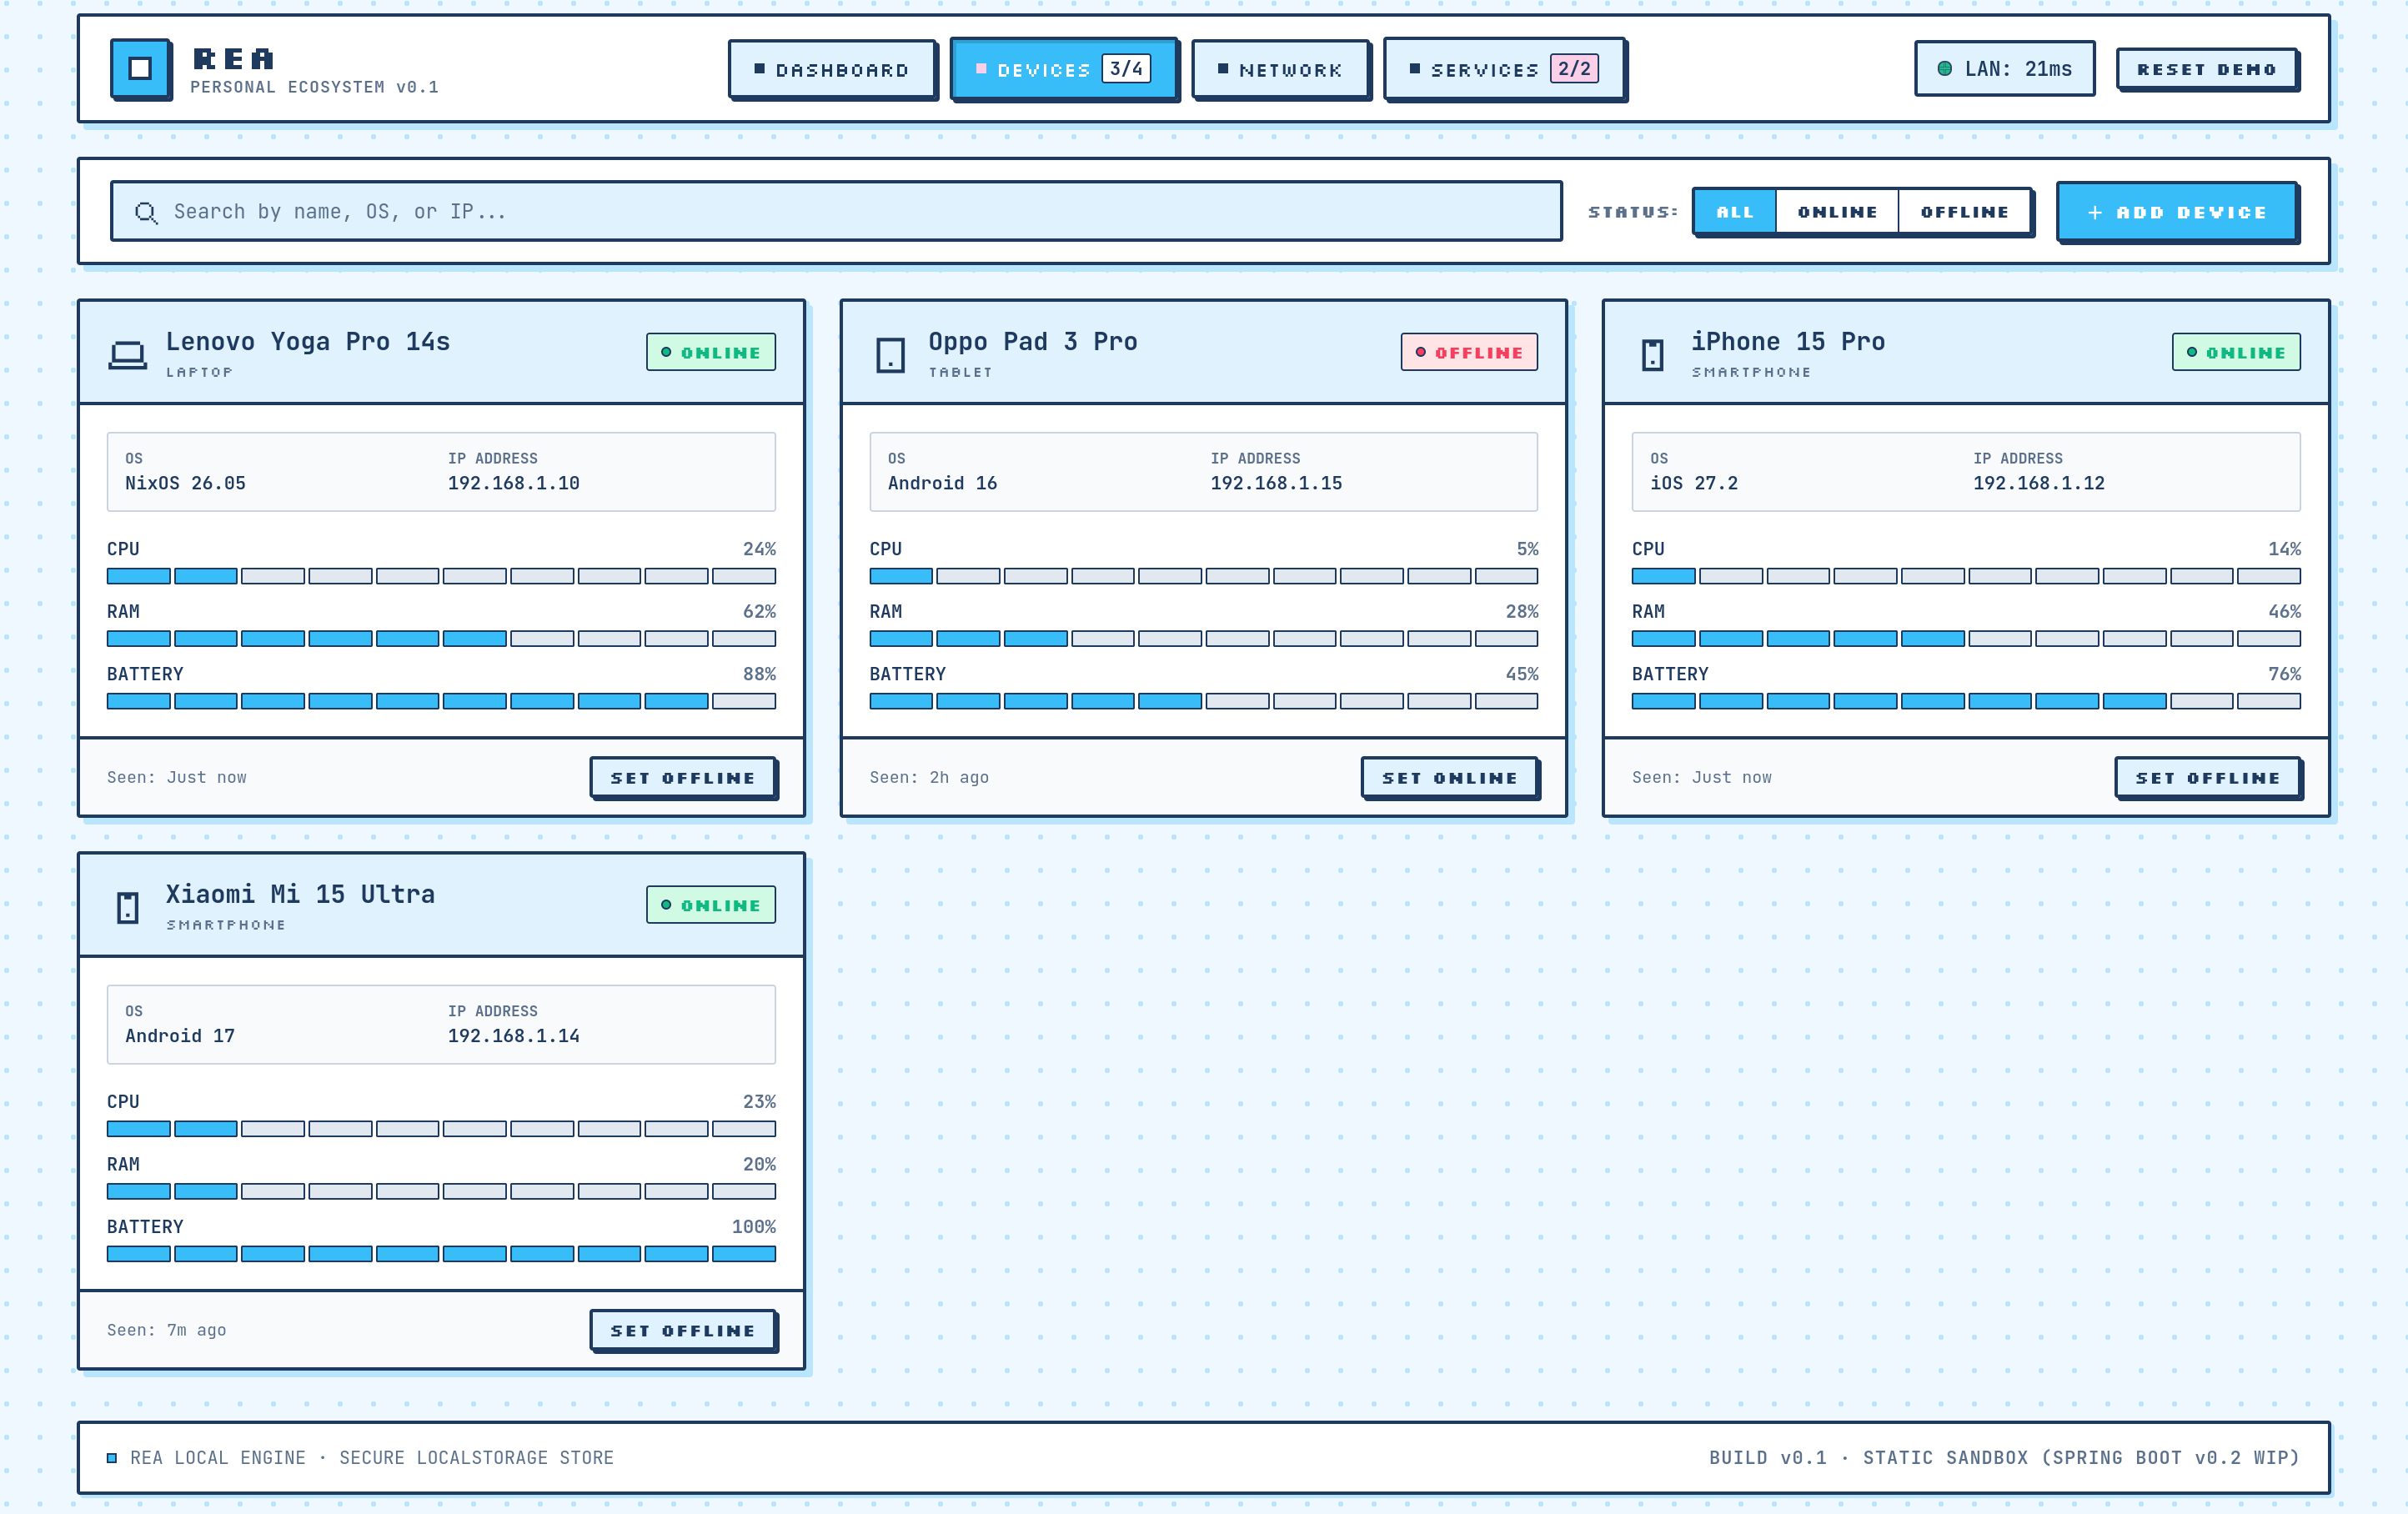 REA
PERSONAL ECOSYSTEM v0.1
DASHBOARD
DEVICES 3/4
NETWORK
SERVICES 2/2
LAN: 21ms
RESET DEMO
Search by name, OS, or IP...
STATUS:
ALL
ONLINE
OFFLINE
+ ADD DEVICE
Lenovo Yoga Pro 14s
LAPTOP
ONLINE
OS
NixOS 26.05
IP ADDRESS
192.168.1.10
CPU 24%
RAM 62%
BATTERY 88%
Seen: Just now
SET OFFLINE
Oppo Pad 3 Pro
TABLET
OFFLINE
OS
Android 16
IP ADDRESS
192.168.1.15
CPU 5%
RAM 28%
BATTERY 45%
Seen: 2h ago
SET ONLINE
iPhone 15 Pro
SMARTPHONE
ONLINE
OS
iOS 27.2
IP ADDRESS
192.168.1.12
CPU 14%
RAM 46%
BATTERY 76%
Seen: Just now
SET OFFLINE
Xiaomi Mi 15 Ultra
SMARTPHONE
ONLINE
OS
Android 17
IP ADDRESS
192.168.1.14
CPU 23%
RAM 20%
BATTERY 100%
Seen: 7m ago
SET OFFLINE
REA LOCAL ENGINE · SECURE LOCALSTORAGE STORE
BUILD v0.1 · STATIC SANDBOX (SPRING BOOT v0.2 WIP)